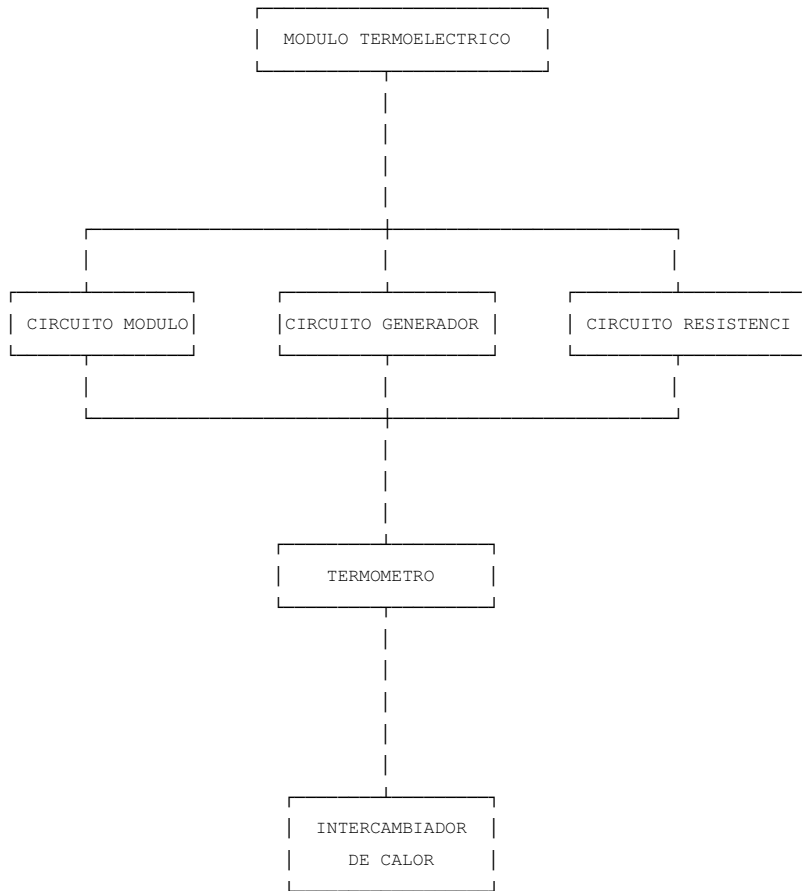 MODULO TERMOELECTRICO
CIRCUITO MODULO
CIRCUITO GENERADOR
CIRCUITO RESISTENCI
TERMOMETRO
INTERCAMBIADOR
DE CALOR